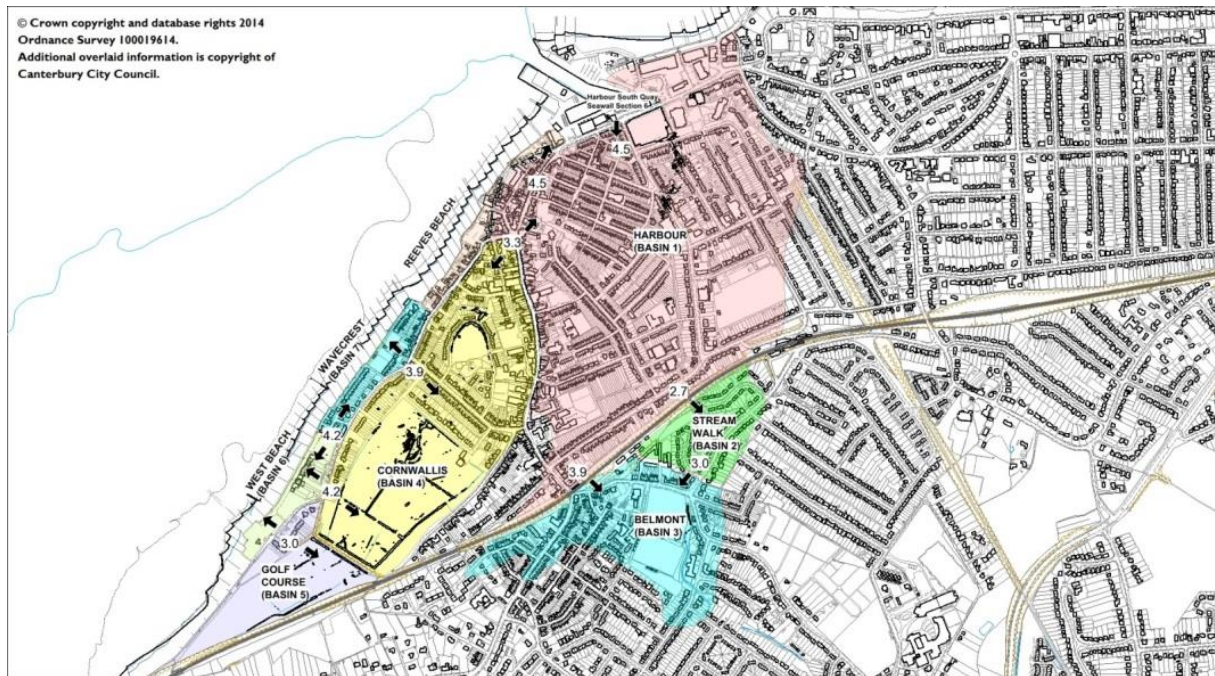 © Crown copyright and database rights 2014
Ordnance Survey 100019614.
Additional overlaid information is copyright of
Canterbury City Council.
Harbour South Quay
Seawall Section 6
4.5
4.5
REEVES BEACH
HARBOUR
(BASIN 1)
3.3
WAVECREST
(BASIN 7)
3.9
2.7
STREAM
WALK
(BASIN 2)
4.2
WEST BEACH
(BASIN 6)
CORNWALLIS
(BASIN 4)
3.9
3.0
4.2
BELMONT
(BASIN 3)
4
3.0
GOLF
COURSE
(BASIN 5)